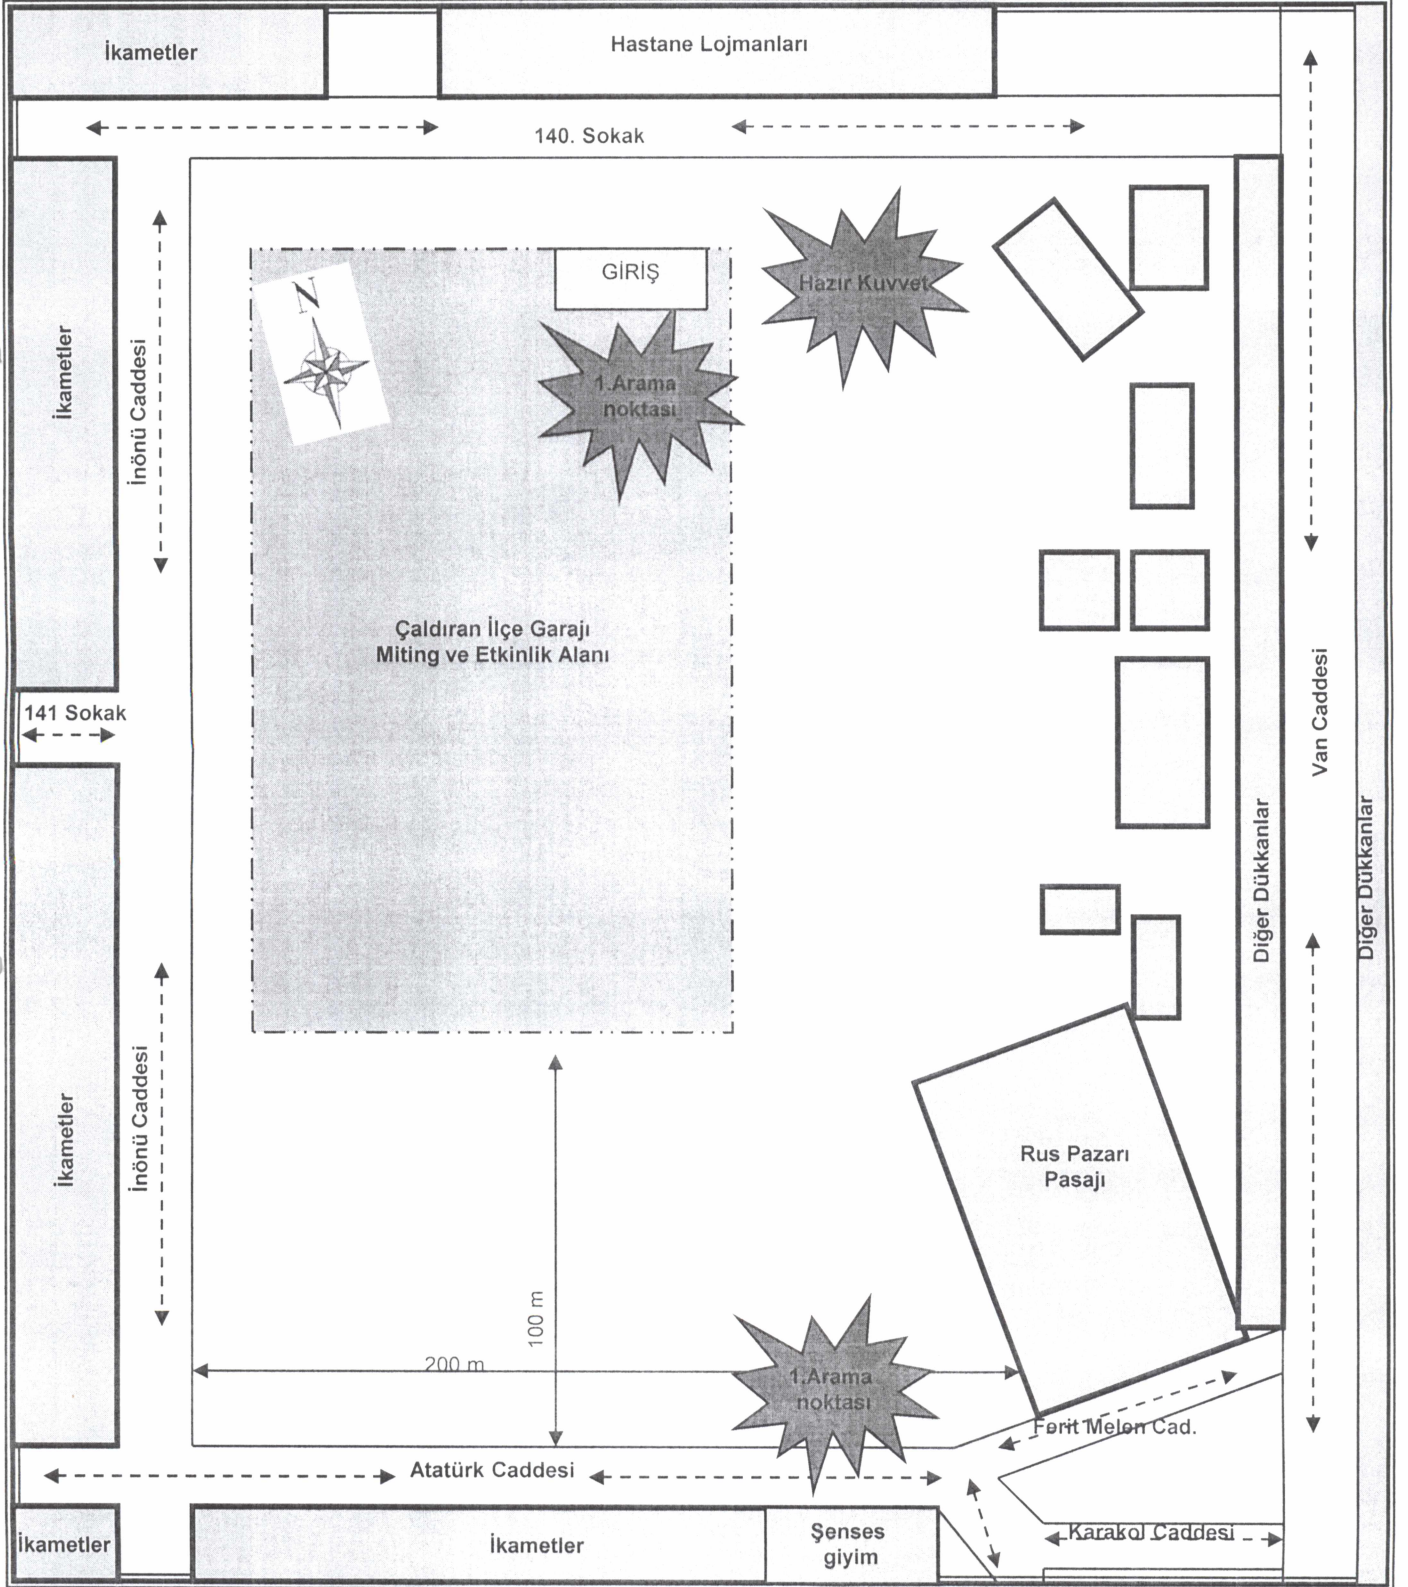 İkametler
Hastane Lojmanları
140. Sokak
GİRİŞ
N
Hazır Kuvvet
1.Arama
noktası
İkametler
İnönü Caddesi
Çaldıran İlçe Garajı
Miting ve Etkinlik Alanı
141 Sokak
Van Caddesi
Diğer Dükkanlar
Diğer Dükkanlar
İkametler
İnönü Caddesi
Rus Pazarı
Pasajı
100 m
200 m
1.Arama
noktası
Ferit Melen Cad.
Atatürk Caddesi
İkametler
İkametler
Şenses
giyim
Karakol Caddesi